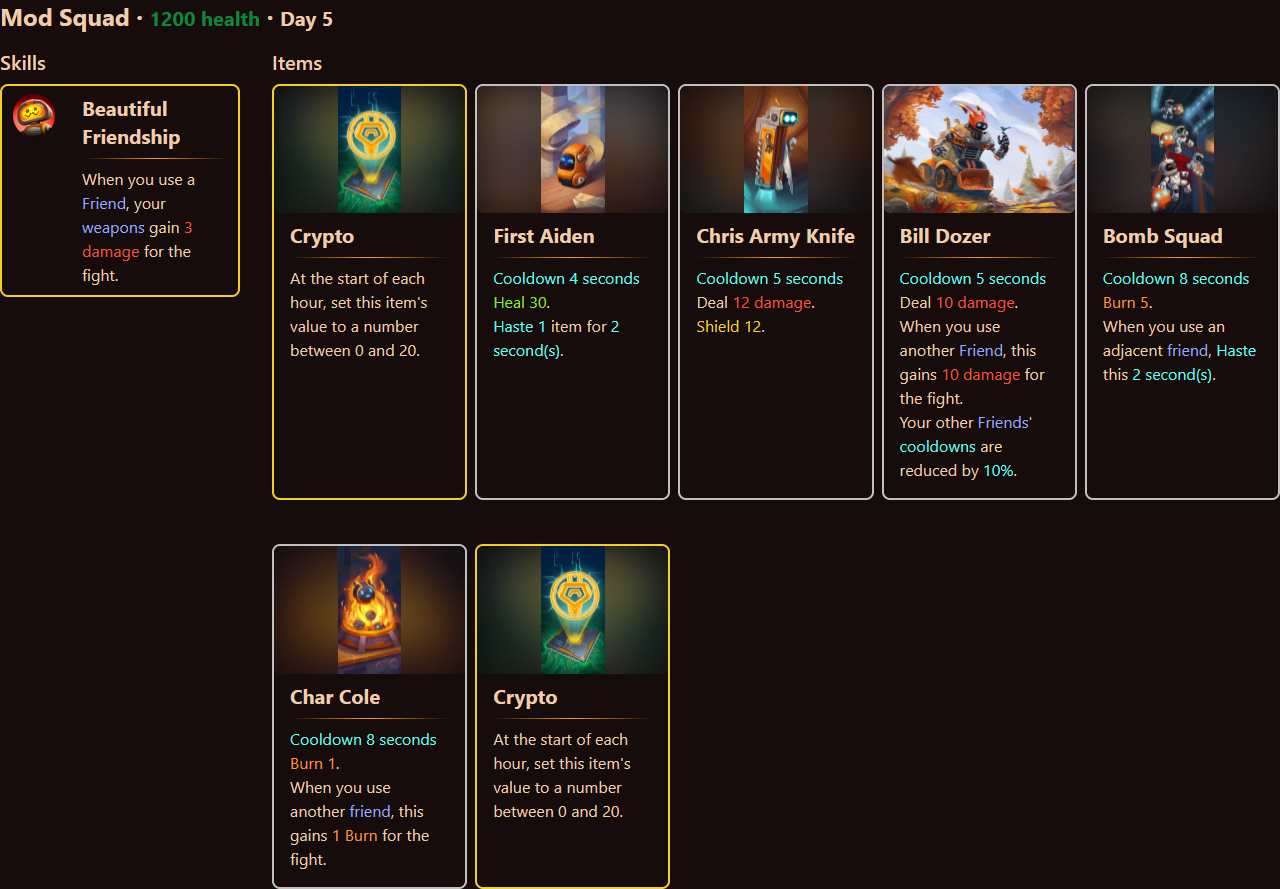 Mod Squad · 1200 health · Day 5
Skills
Items
Beautiful
Friendship
When you use a
Friend, your
weapons gain 3
damage for the
fight.
Crypto
At the start of each
hour, set this item's
value to a number
between 0 and 20.
First Aiden
Cooldown 4 seconds
Heal 30.
Haste 1 item for 2
second(s).
Chris Army Knife
Cooldown 5 seconds
Deal 12 damage.
Shield 12.
Bill Dozer
Cooldown 5 seconds
Deal 10 damage.
When you use
another Friend, this
gains 10 damage for
the fight.
Your other Friends'
cooldowns are
reduced by 10%.
Bomb Squad
Cooldown 8 seconds
Burn 5.
When you use an
adjacent friend, Haste
this 2 second(s).
Char Cole
Cooldown 8 seconds
Burn 1.
When you use
another friend, this
gains 1 Burn for the
fight.
Crypto
At the start of each
hour, set this item's
value to a number
between 0 and 20.